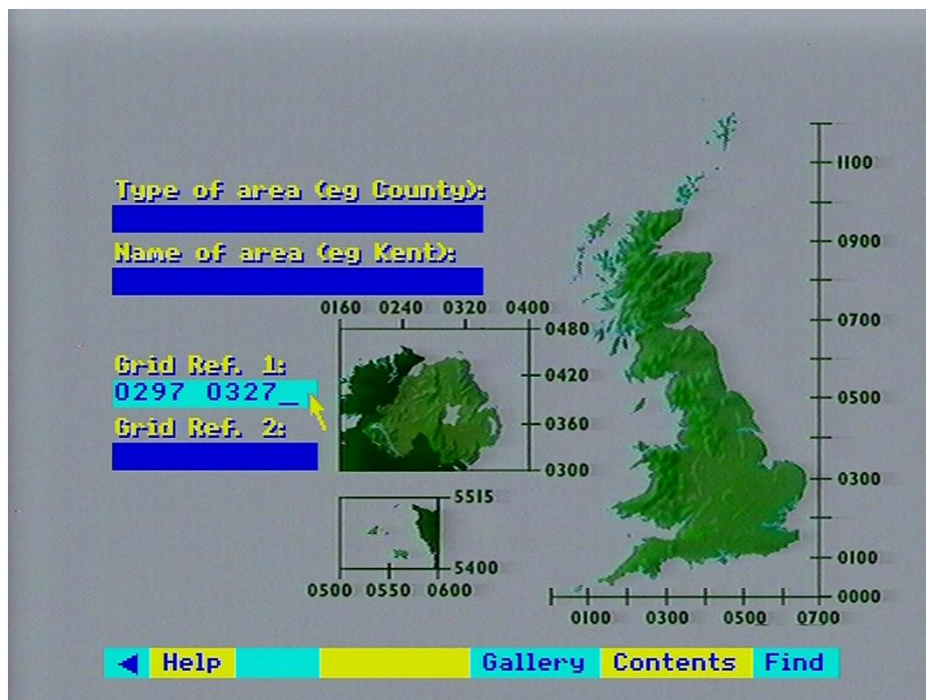 Type of area (eg County):
Name of area (eg Kent):
Grid Ref. 1:
0297 0327_
Grid Ref. 2:
0160 0240 0320 0400
0480
0420
0360
0300
5515
5400
0500 0550 0600
1100
0900
0700
0500
0300
0100
0000
0100 0300 0500 0700
Help Gallery Contents Find